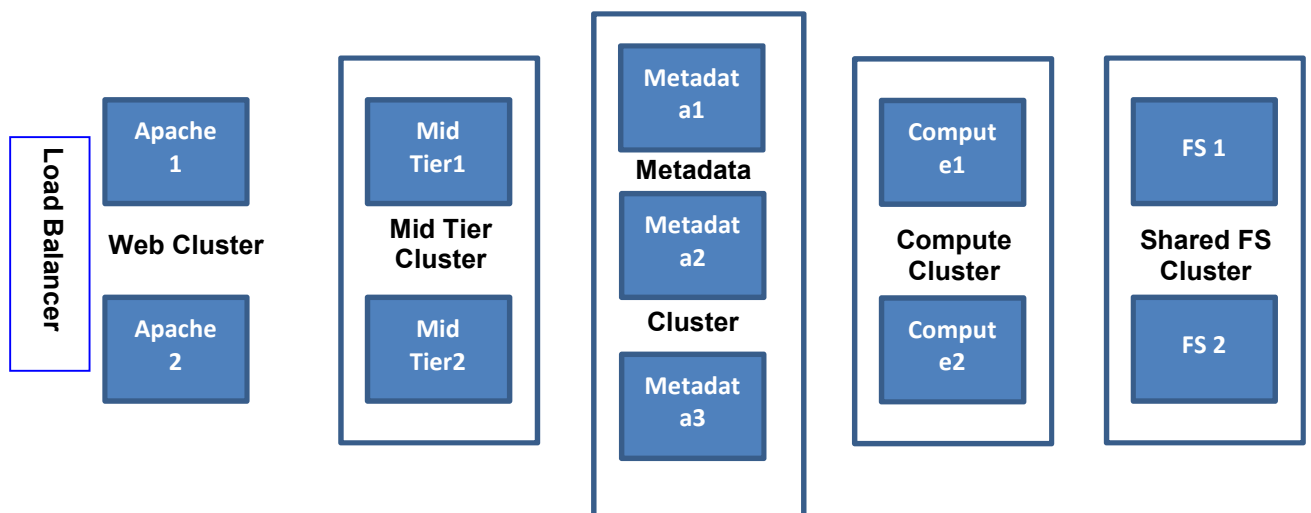 Load Balancer
Apache
1
Web Cluster
Apache
2
Mid
Tier1
Mid Tier
Cluster
Mid
Tier2
Metadat
a1
Metadata
Metadat
a2
Cluster
Metadat
a3
Comput
e1
Compute
Cluster
Comput
e2
FS 1
Shared FS
Cluster
FS 2